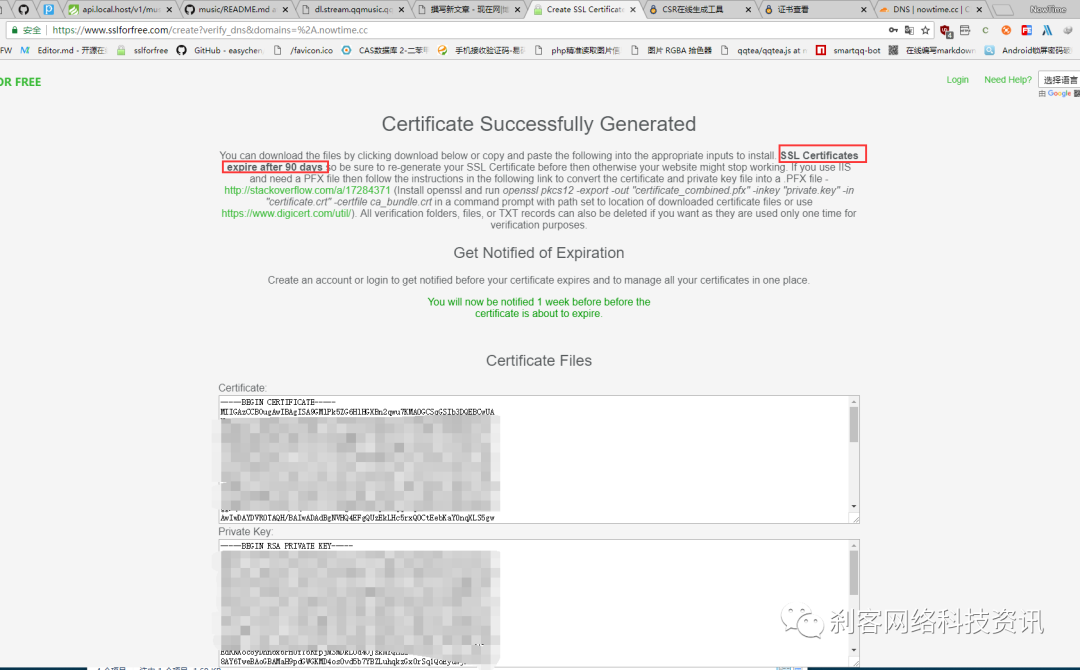 api.local.host/v1/mus
music/README.md a
dl.stream.qqmusic.qq
撰写新文章 - 现在网|
Create SSL Certificate
CSR在线生成工具
证书查看
DNS | nowtime.cc | C
NowTime
安全
https://www.sslforfree.com/create?verify_dns&domains=%2A.nowtime.cc
FW
Editor.md - 开源在
sslforfree
GitHub - easychen
/favicon.ico
CAS数据库 2-二苯
手机接收验证码-易
php精准读取图片信
图片 RGBA 拾色器
qqtea/qqtea.js at
smartqq-bot
在线编写markdown
Android锁屏密码破
OR FREE
Login
Need Help?
选择语言
由 Google
Certificate Successfully Generated
You can download the files by clicking download below or copy and paste the following into the appropriate inputs to install. SSL Certificates
expire after 90 days so be sure to re-generate your SSL Certificate before then otherwise your website might stop working. If you use IIS
and need a PFX file then follow the instructions in the following link to convert the certificate and private key file into a .PFX file -
http://stackoverflow.com/a/17284371 (Install openssl and run openssl pkcs12 -export -out "certificate_combined.pfx" -inkey "private.key" -in
"certificate.crt" -certfile ca_bundle.crt in a command prompt with path set to location of downloaded certificate files or use
https://www.digicert.com/util/). All verification folders, files, or TXT records can also be deleted if you want as they are used only one time for
verification purposes.
Get Notified of Expiration
Create an account or login to get notified before your certificate expires and to manage all your certificates in one place.
You will now be notified 1 week before before the
certificate is about to expire.
Certificate Files
Certificate:
-----BEGIN CERTIFICATE-----
Private Key:
-----BEGIN RSA PRIVATE KEY-----
刹客网络科技资讯